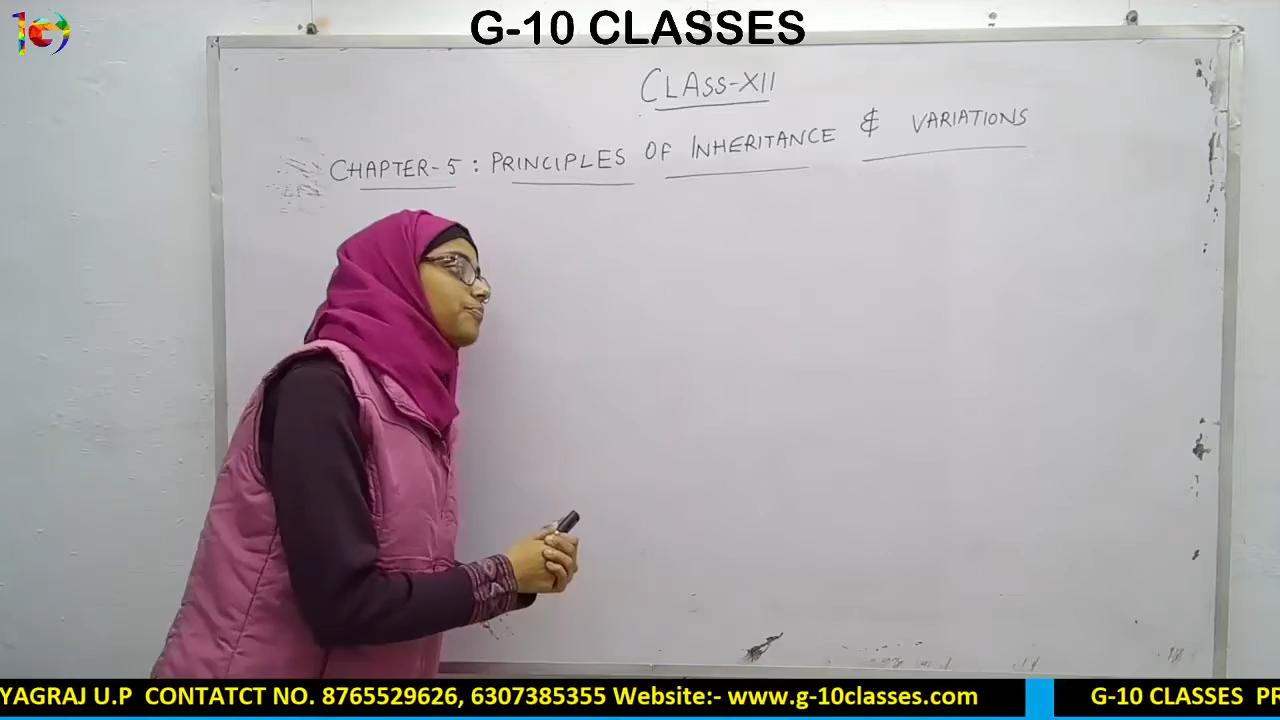 G-10 CLASSES
CLASS-XII
CHAPTER-5 : PRINCIPLES OF INHERITANCE & VARIATIONS
YAGRAJ U.P CONTATCT NO. 8765529626, 6307385355 Website:- www.g-10classes.com G-10 CLASSES PR